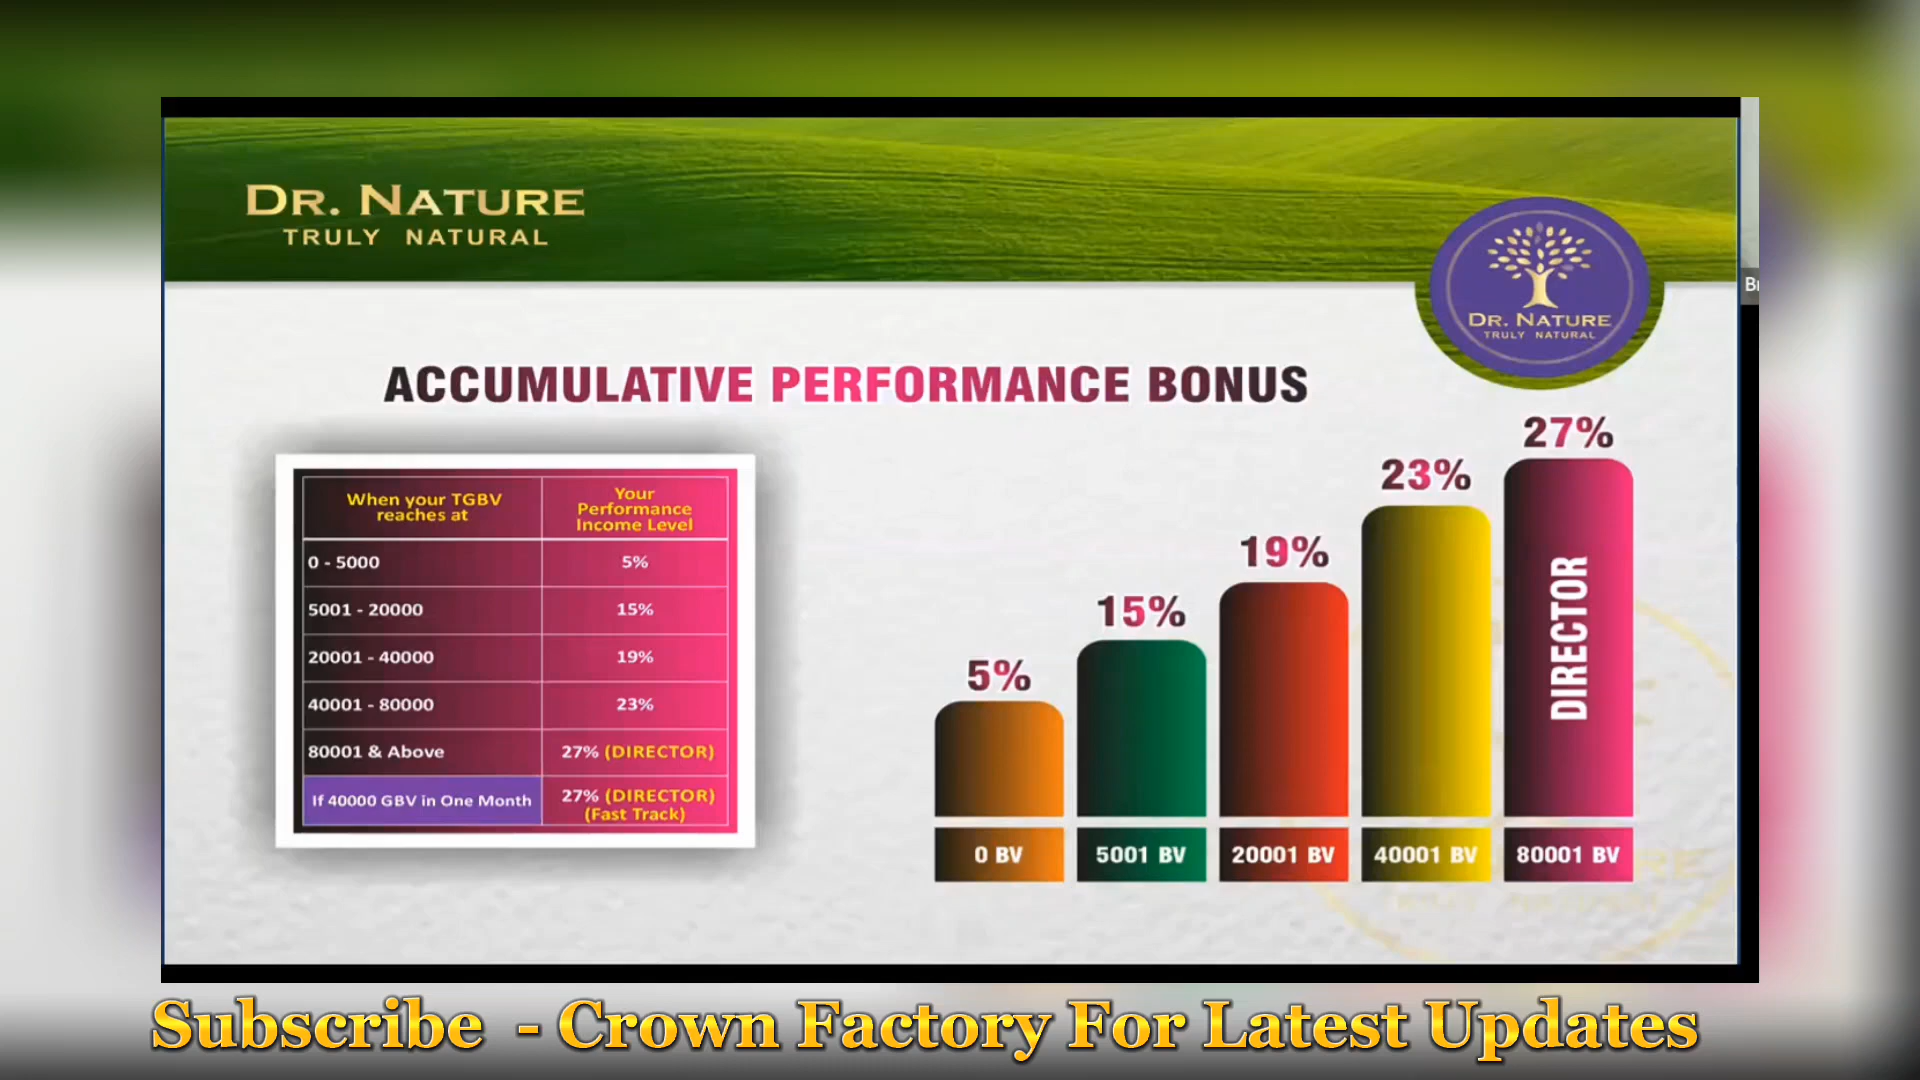 DR. NATURE
TRULY NATURAL
DR. NATURE
TRULY NATURAL
Br
ACCUMULATIVE PERFORMANCE BONUS
When your TGBV
reaches at
Your
Performance
Income Level
0 - 5000 5%
5001 - 20000 15%
20001 - 40000 19%
40001 - 80000 23%
80001 & Above 27% (DIRECTOR)
If 40000 GBV in One Month 27% (DIRECTOR)
(Fast Track)
5%
15%
19%
23%
27%
DIRECTOR
0 BV
5001 BV
20001 BV
40001 BV
80001 BV
Subscribe - Crown Factory For Latest Updates